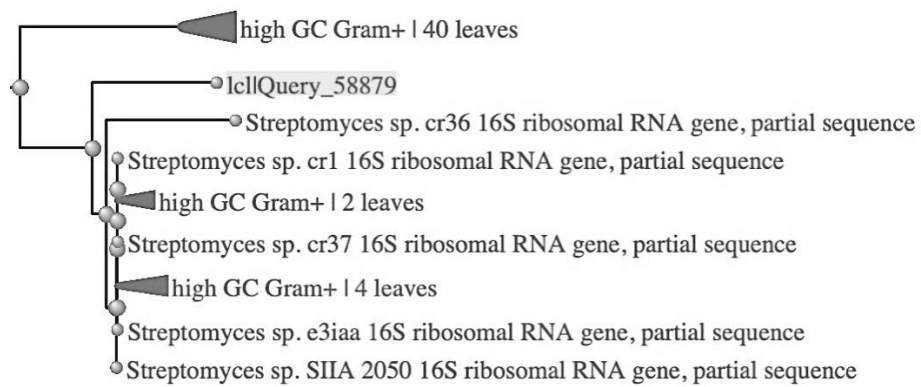 high GC Gram+ | 40 leaves
lcl|Query_58879
Streptomyces sp. cr36 16S ribosomal RNA gene, partial sequence
Streptomyces sp. cr1 16S ribosomal RNA gene, partial sequence
high GC Gram+ | 2 leaves
Streptomyces sp. cr37 16S ribosomal RNA gene, partial sequence
high GC Gram+ | 4 leaves
Streptomyces sp. e3iaa 16S ribosomal RNA gene, partial sequence
Streptomyces sp. SIIA 2050 16S ribosomal RNA gene, partial sequence